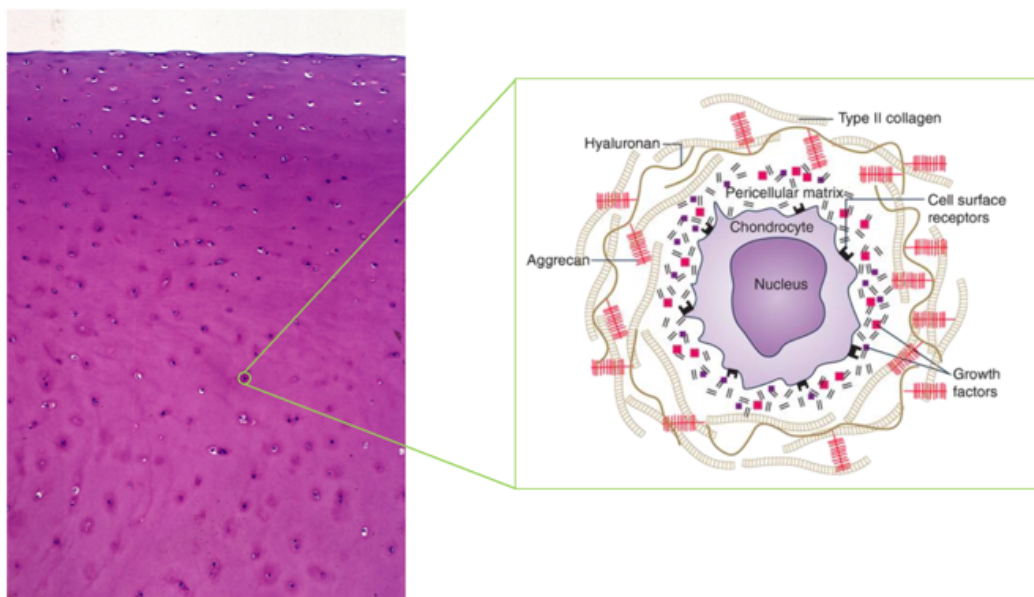 Type II collagen
Hyaluronan
Pericellular matrix
Cell surface
receptors
Chondrocyte
Aggrecan
Nucleus
Growth
factors